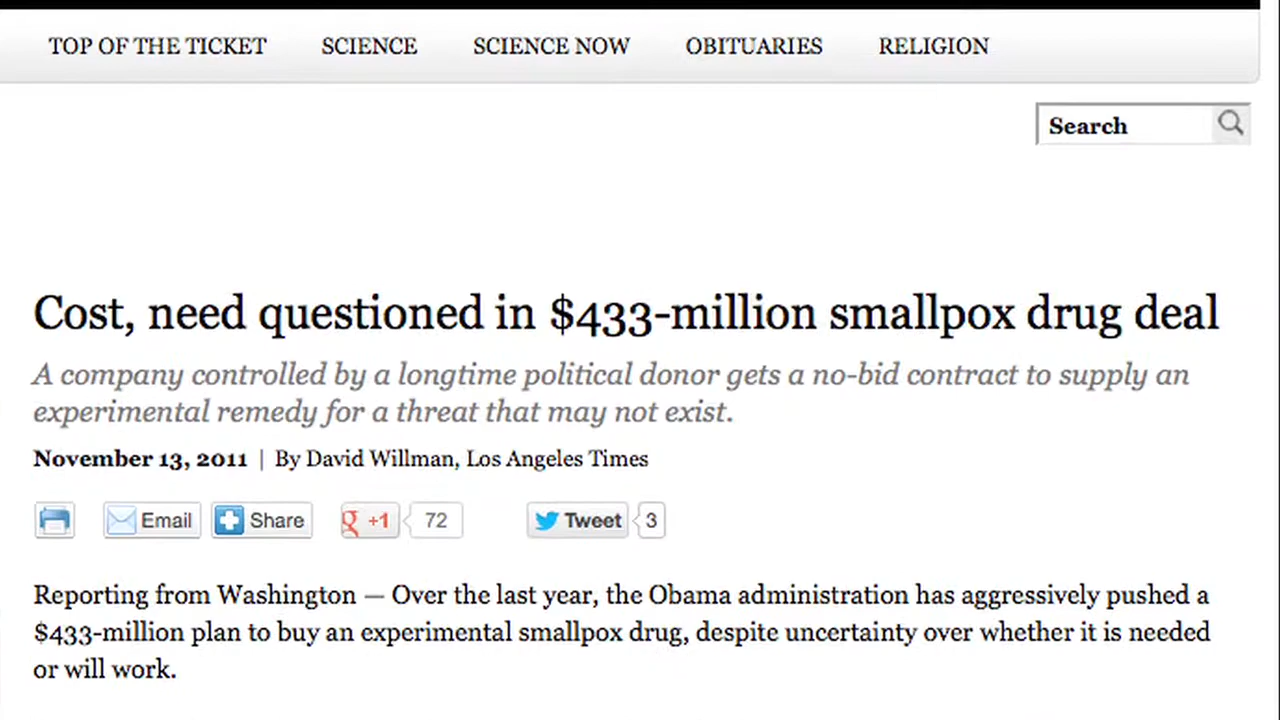 TOP OF THE TICKET SCIENCE SCIENCE NOW OBITUARIES RELIGION
Search
Cost, need questioned in $433-million smallpox drug deal
A company controlled by a longtime political donor gets a no-bid contract to supply an
experimental remedy for a threat that may not exist.
November 13, 2011 | By David Willman, Los Angeles Times
Email Share +1 72 Tweet 3
Reporting from Washington — Over the last year, the Obama administration has aggressively pushed a
$433-million plan to buy an experimental smallpox drug, despite uncertainty over whether it is needed
or will work.